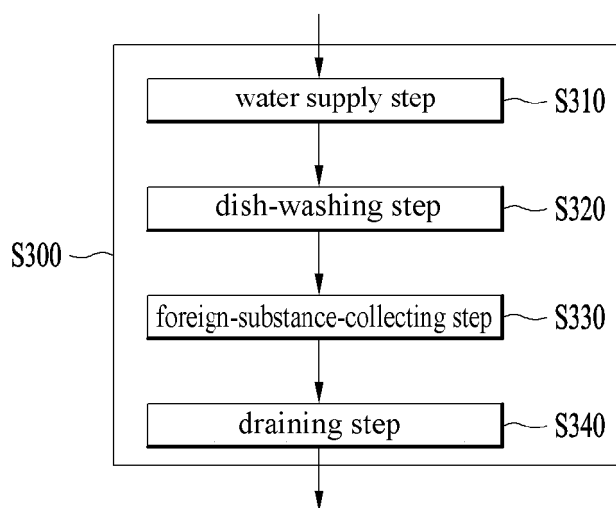 water supply step
S310
dish-washing step
S320
S300
foreign-substance-collecting step
S330
draining step
S340